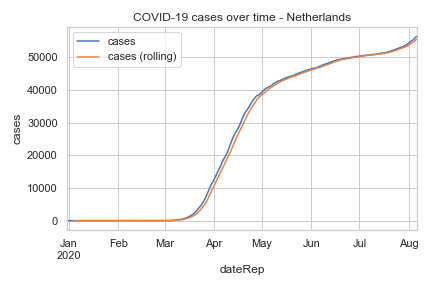 COVID-19 cases over time - Netherlands
cases
cases (rolling)
50000
40000
30000
20000
10000
0
cases
Jan Feb Mar Apr May Jun Jul Aug
2020
dateRep